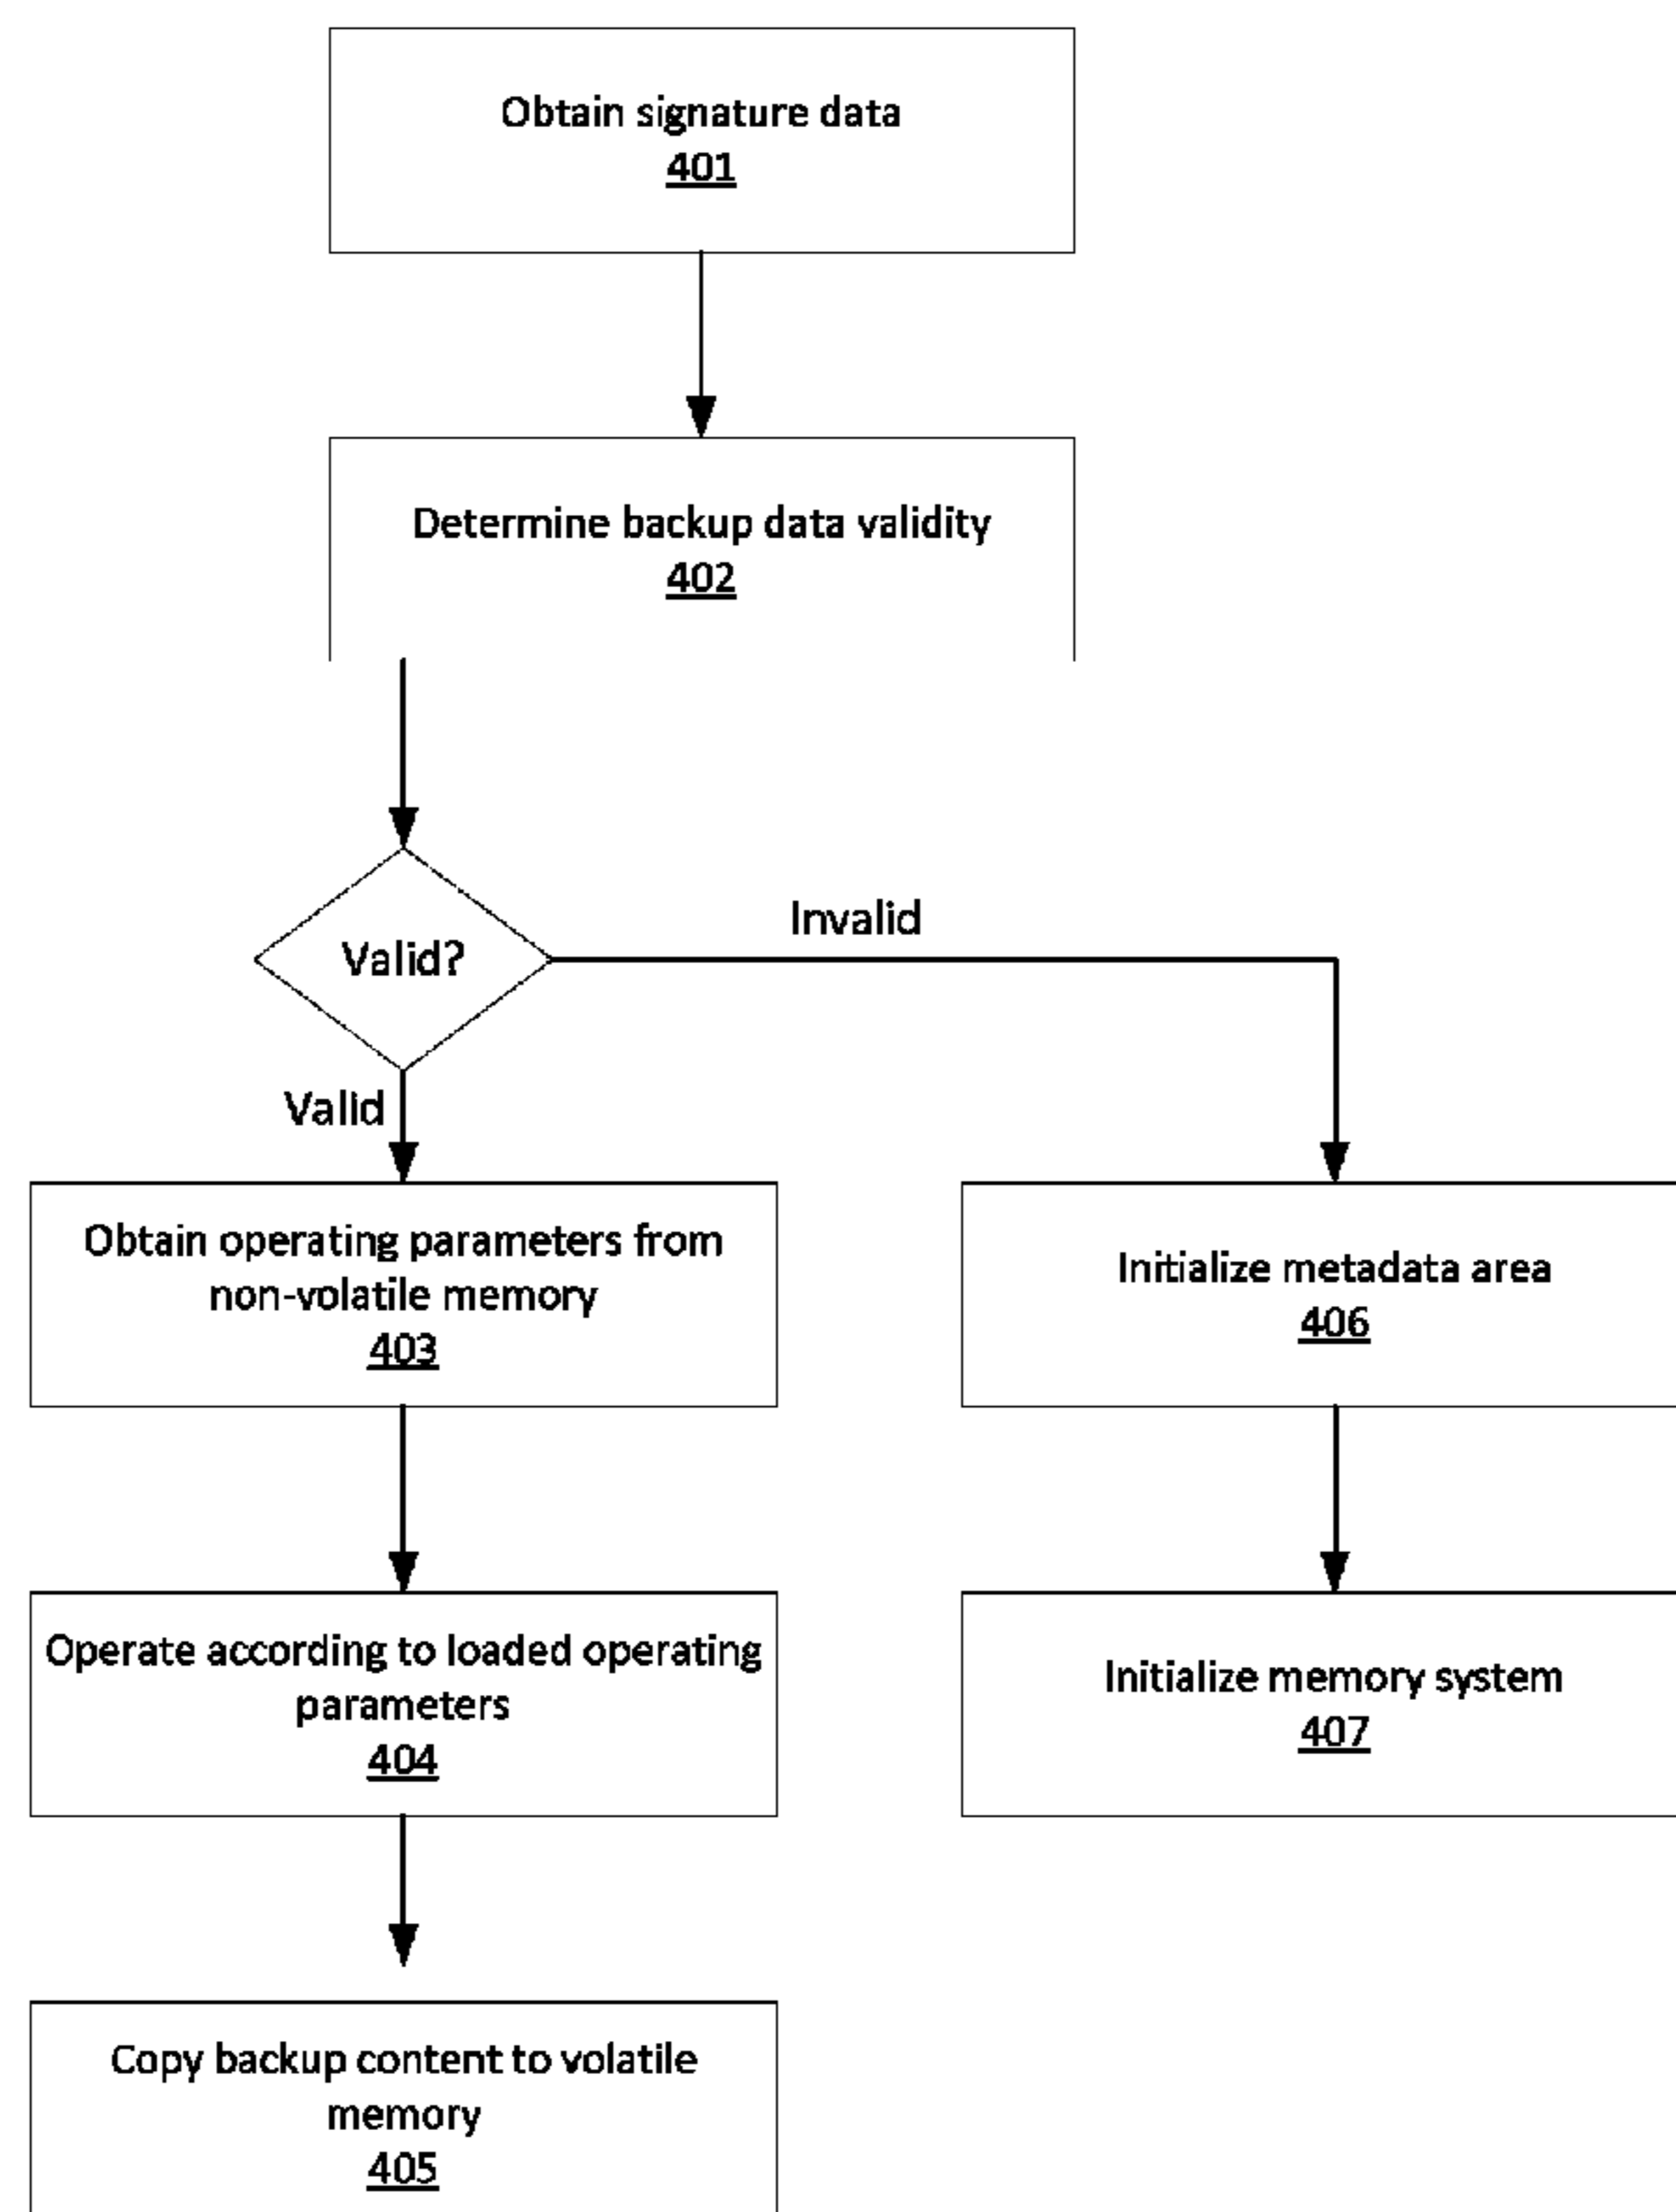 Obtain signature data
401
Determine backup data validity
402
Valid?
Invalid
Valid
Obtain operating parameters from
non-volatile memory
403
Initialize metadata area
406
Operate according to loaded operating
parameters
404
Initialize memory system
407
Copy backup content to volatile
memory
405